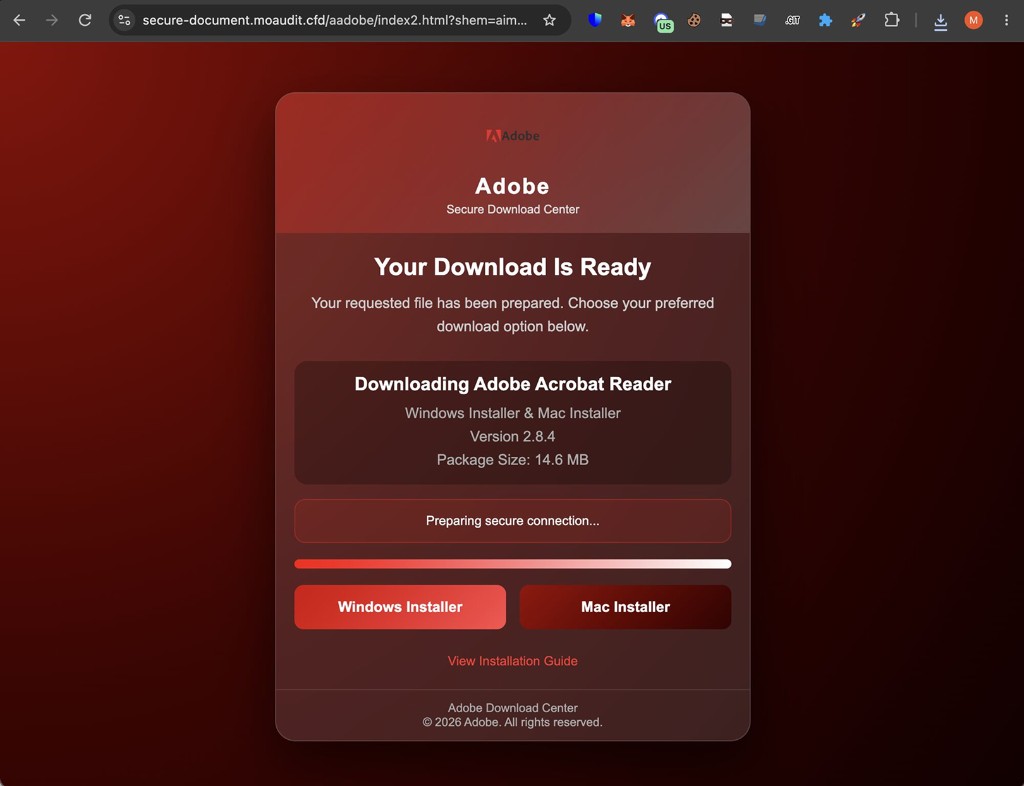 secure-document.moaudit.cfd/aadobe/index2.html?shem=aim...
US
.GIT
M
Adobe
Adobe
Secure Download Center
Your Download Is Ready
Your requested file has been prepared. Choose your preferred
download option below.
Downloading Adobe Acrobat Reader
Windows Installer & Mac Installer
Version 2.8.4
Package Size: 14.6 MB
Preparing secure connection...
Windows Installer
Mac Installer
View Installation Guide
Adobe Download Center
© 2026 Adobe. All rights reserved.